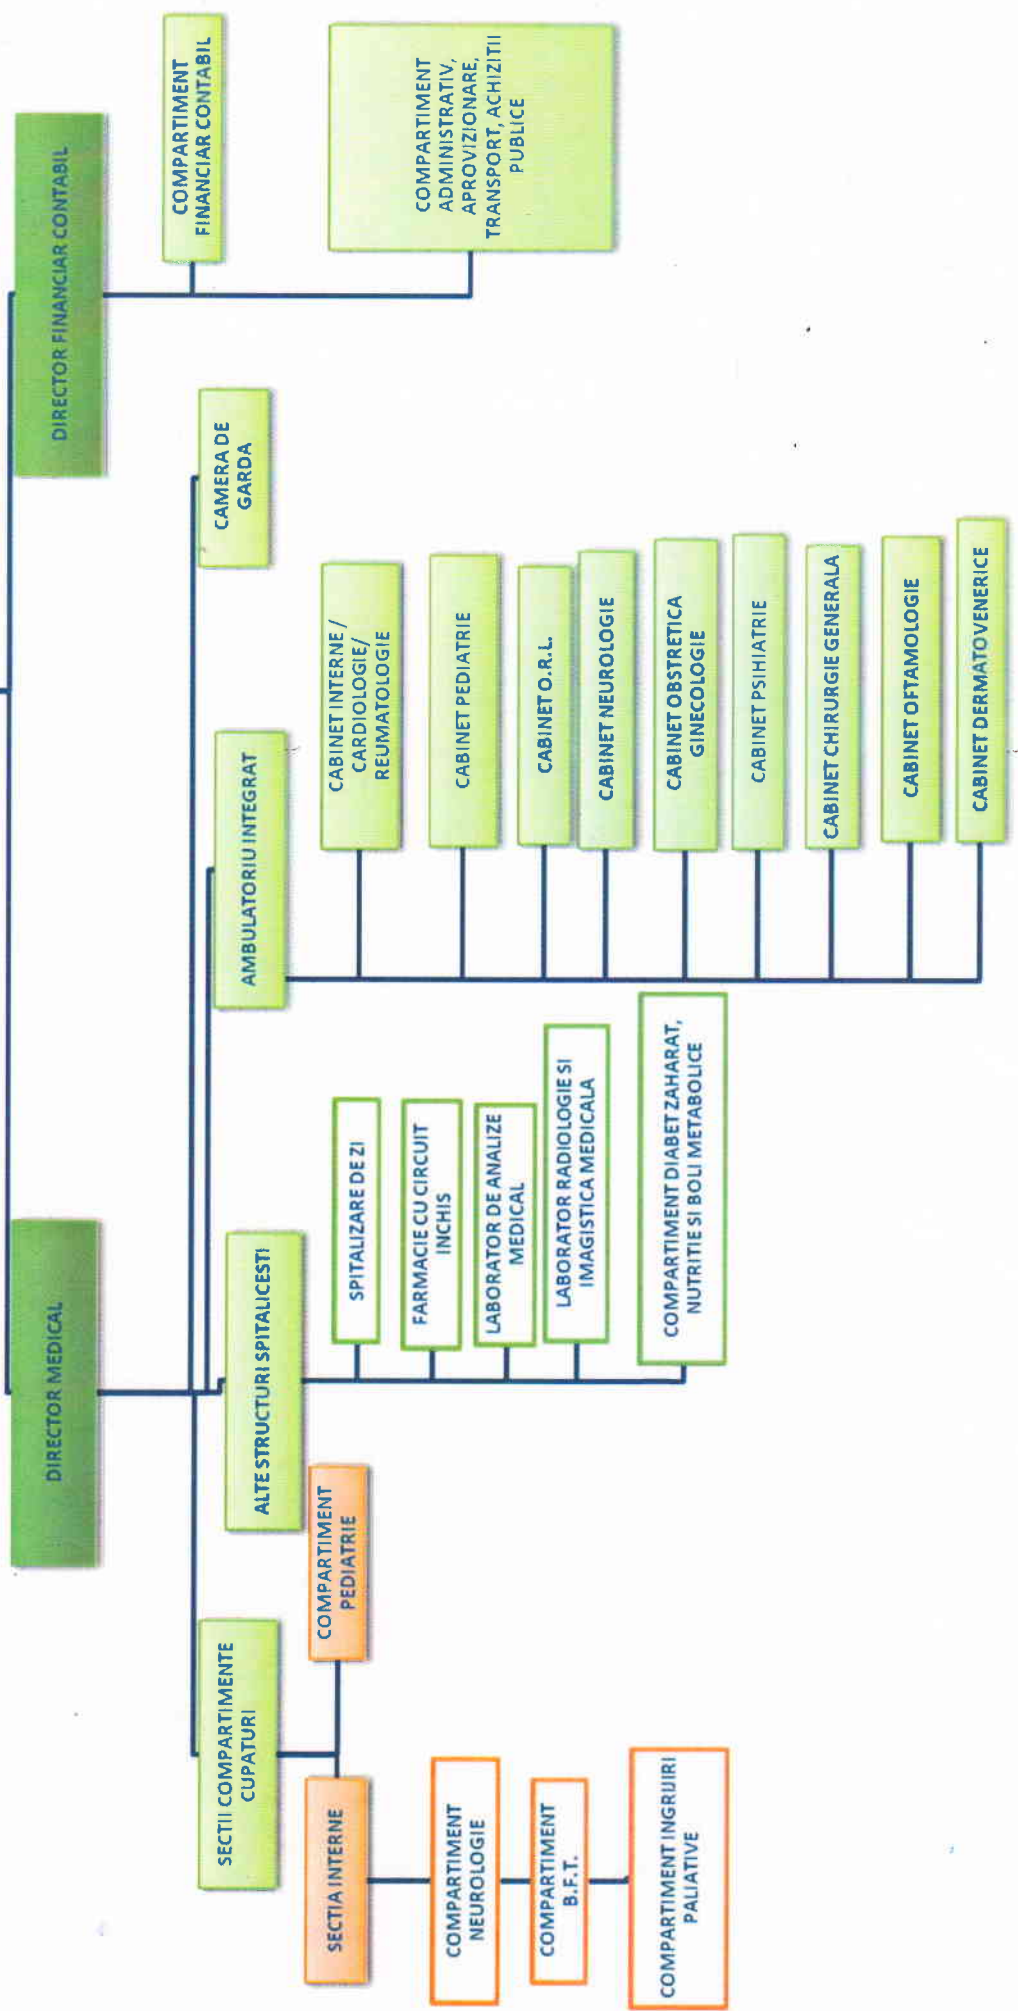 DIRECTOR MEDICAL
DIRECTOR FINANCIAR CONTABIL
SECTII COMPARTIMENTE
CUPATURI
SECTIA INTERNE
COMPARTIMENT
NEUROLOGIE
COMPARTIMENT
B.F.T.
COMPARTIMENT INGRIJIRI
PALIATIVE
COMPARTIMENT
PEDIATRIE
ALTE STRUCTURI SPITALICESTI
SPITALIZARE DE ZI
FARMACIE CU CIRCUIT
INCHIS
LABORATOR DE ANALIZE
MEDICAL
LABORATOR RADIOLOGIE SI
IMAGISTICA MEDICALA
COMPARTIMENT DIABET ZAHARAT,
NUTRITIE SI BOLI METABOLICE
AMBULATORIU INTEGRAT
CABINET INTERNE /
CARDIOLOGIE/
REUMATOLOGIE
CABINET PEDIATRIE
CABINET O.R.L.
CABINET NEUROLOGIE
CABINET OBSTRETICA
GINECOLOGIE
CABINET PSIHIATRIE
CABINET CHIRURGIE GENERALA
CABINET OFTAMOLOGIE
CABINET DERMATOVENERICE
CAMERA DE
GARDA
COMPARTIMENT
FINANCIAR CONTABIL
COMPARTIMENT
ADMINISTRATIV,
APROVIZIONARE,
TRANSPORT, ACHIZITII
PUBLICE